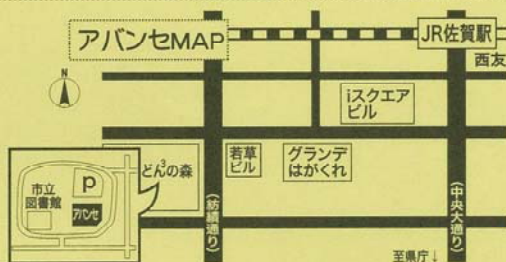 アバンセMAP
JR佐賀駅
西友
N
iスクエア
ビル
若草
ビル
グランデ
はがくれ
どん3の森
P
市立
図書館
アバンセ
(紡績通り)
(中央大通り)
至県庁↓